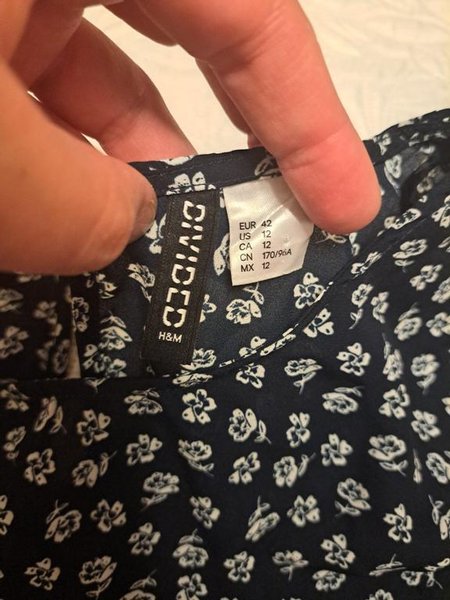 DIVIDED
H&M
EUR 42
US 12
CA 12
CN 170/96A
MX 12